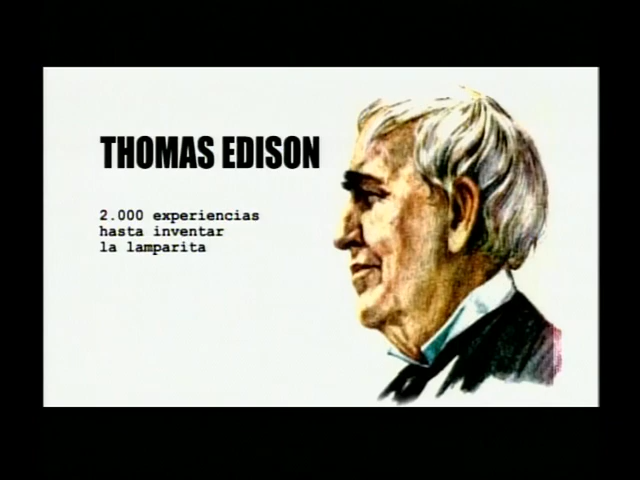 THOMAS EDISON
2.000 experiencias
hasta inventar
la lamparita